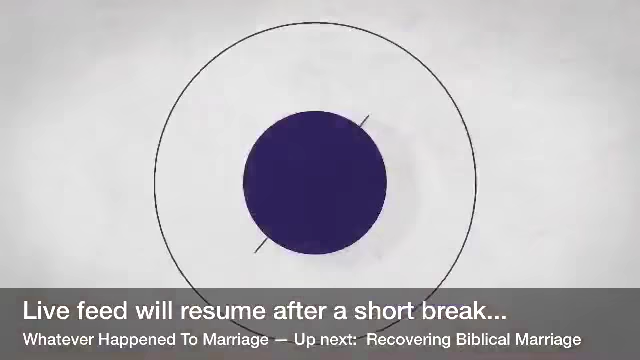 Live feed will resume after a short break...
Whatever Happened To Marriage — Up next: Recovering Biblical Marriage